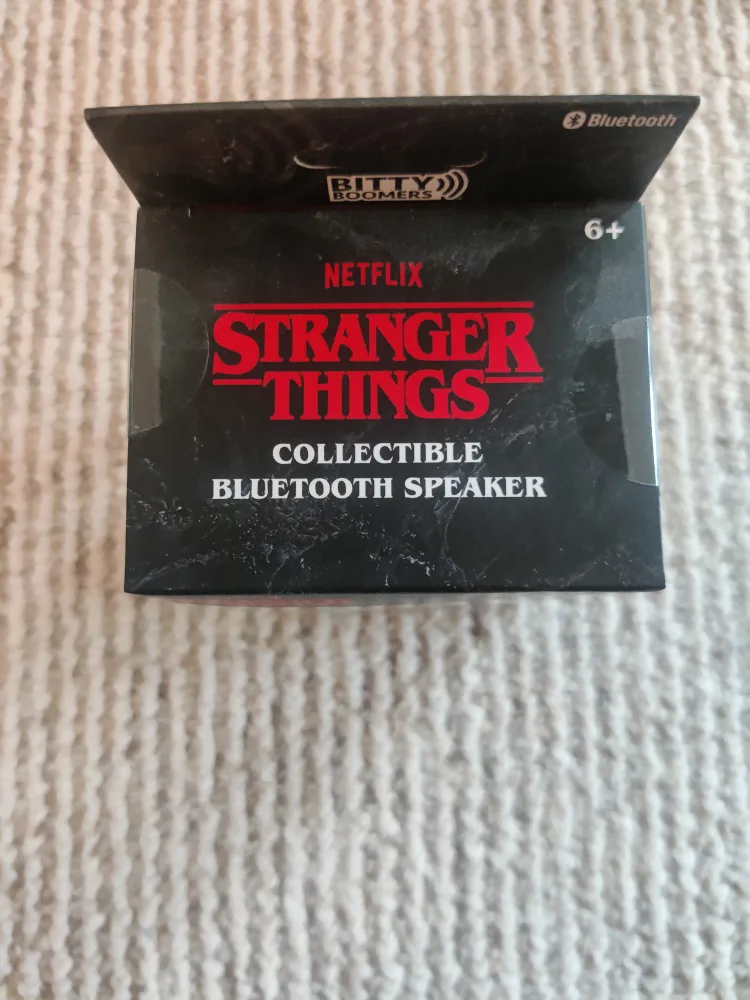 Bluetooth
BITTY
BOOMERS
6+
NETFLIX
STRANGER
THINGS
COLLECTIBLE
BLUETOOTH SPEAKER